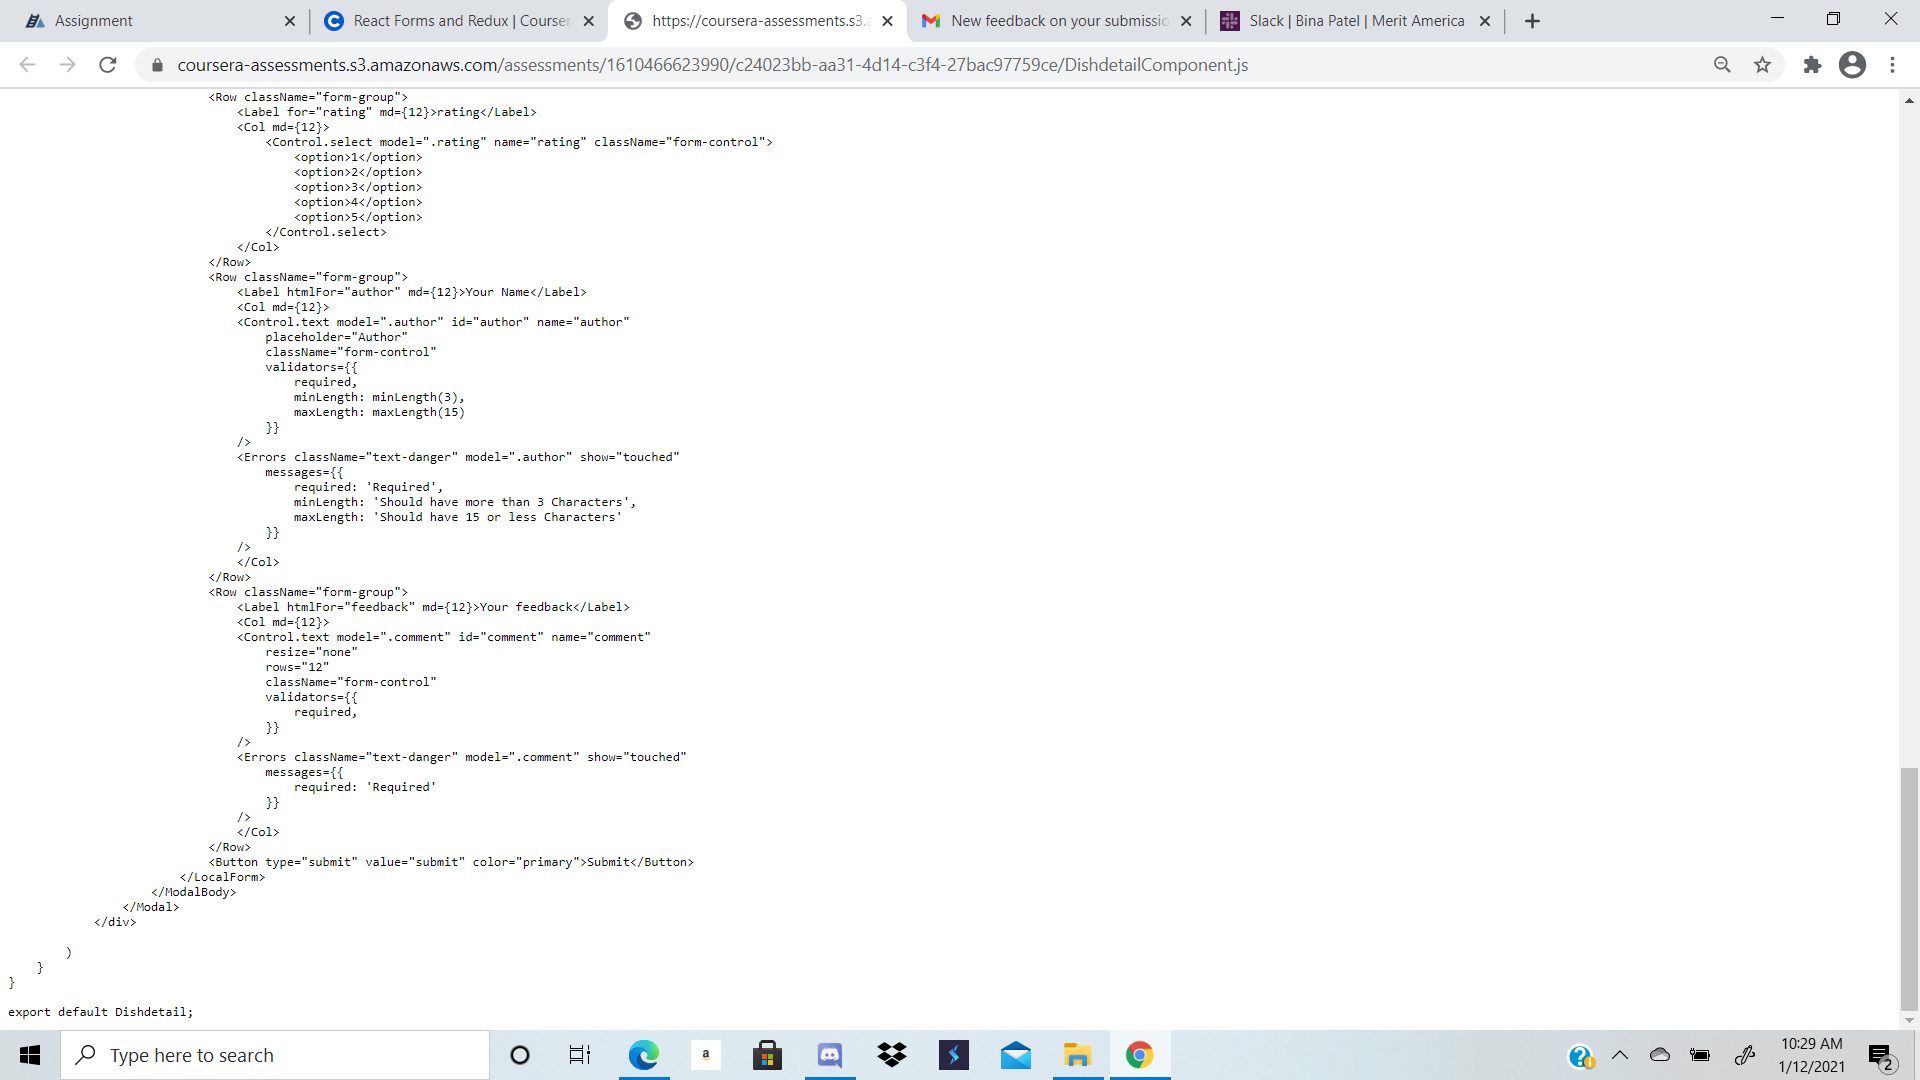 Assignment
React Forms and Redux | Courser
https://coursera-assessments.s3.a
New feedback on your submissio
Slack | Bina Patel | Merit America
coursera-assessments.s3.amazonaws.com/assessments/1610466623990/c24023bb-aa31-4d14-c3f4-27bac97759ce/DishdetailComponent.js
<Row className="form-group">
<Label for="rating" md={12}>rating</Label>
<Col md={12}>
<Control.select model=".rating" name="rating" className="form-control">
<option>1</option>
<option>2</option>
<option>3</option>
<option>4</option>
<option>5</option>
</Control.select>
</Col>
</Row>
<Row className="form-group">
<Label htmlFor="author" md={12}>Your Name</Label>
<Col md={12}>
<Control.text model=".author" id="author" name="author"
placeholder="Author"
className="form-control"
validators={{
required,
minLength: minLength(3),
maxLength: maxLength(15)
}}
/>
<Errors className="text-danger" model=".author" show="touched"
messages={{
required: 'Required',
minLength: 'Should have more than 3 Characters',
maxLength: 'Should have 15 or less Characters'
}}
/>
</Col>
</Row>
<Row className="form-group">
<Label htmlFor="feedback" md={12}>Your feedback</Label>
<Col md={12}>
<Control.text model=".comment" id="comment" name="comment"
resize="none"
rows="12"
className="form-control"
validators={{
required,
}}
/>
<Errors className="text-danger" model=".comment" show="touched"
messages={{
required: 'Required'
}}
/>
</Col>
</Row>
<Button type="submit" value="submit" color="primary">Submit</Button>
</LocalForm>
</ModalBody>
</Modal>
</div>
)
}
}
export default Dishdetail;
Type here to search
a
10:29 AM
1/12/2021
2